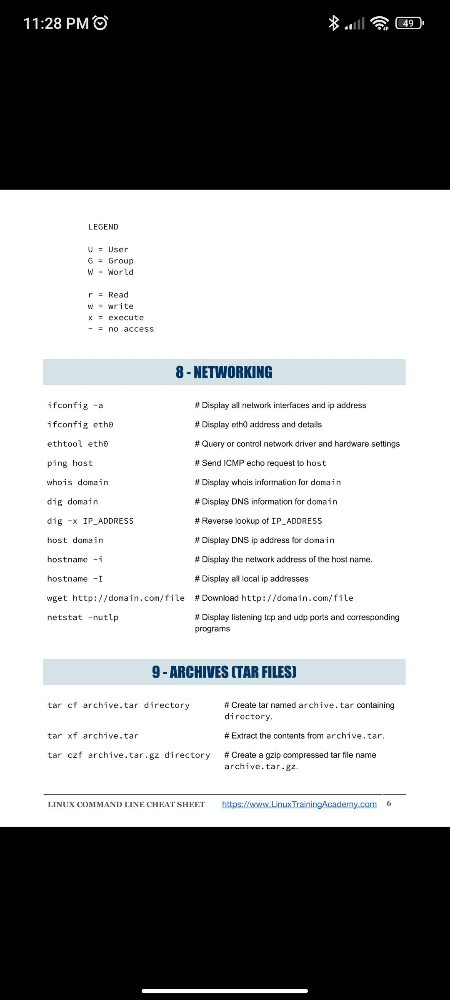 11:28 PM
49
LEGEND
U = User
G = Group
W = World
r = Read
w = write
x = execute
- = no access
8 - NETWORKING
ifconfig -a # Display all network interfaces and ip address
ifconfig eth0 # Display eth0 address and details
ethtool eth0 # Query or control network driver and hardware settings
ping host # Send ICMP echo request to host
whois domain # Display whois information for domain
dig domain # Display DNS information for domain
dig -x IP_ADDRESS # Reverse lookup of IP_ADDRESS
host domain # Display DNS ip address for domain
hostname -i # Display the network address of the host name.
hostname -I # Display all local ip addresses
wget http://domain.com/file # Download http://domain.com/file
netstat -nutlp # Display listening tcp and udp ports and corresponding
programs
9 - ARCHIVES (TAR FILES)
tar cf archive.tar directory # Create tar named archive.tar containing
directory.
tar xf archive.tar # Extract the contents from archive.tar.
tar czf archive.tar.gz directory # Create a gzip compressed tar file name
archive.tar.gz.
LINUX COMMAND LINE CHEAT SHEET https://www.LinuxTrainingAcademy.com 6